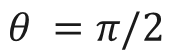 θ = π/2